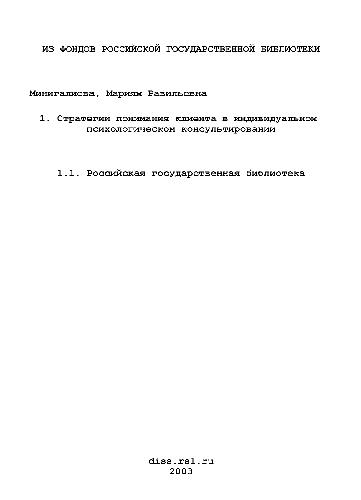 ИЗ ФОНДОВ РОССИЙСКОЙ ГОСУДАРСТВЕННОЙ БИБЛИОТЕКИ
Минигалиева, Мариям Равильовна
1. Стратегии понимания клиента в индивидуальном
психологическом консультировании
1.1. Российская государственная библиотека
diss.rsl.ru
2003